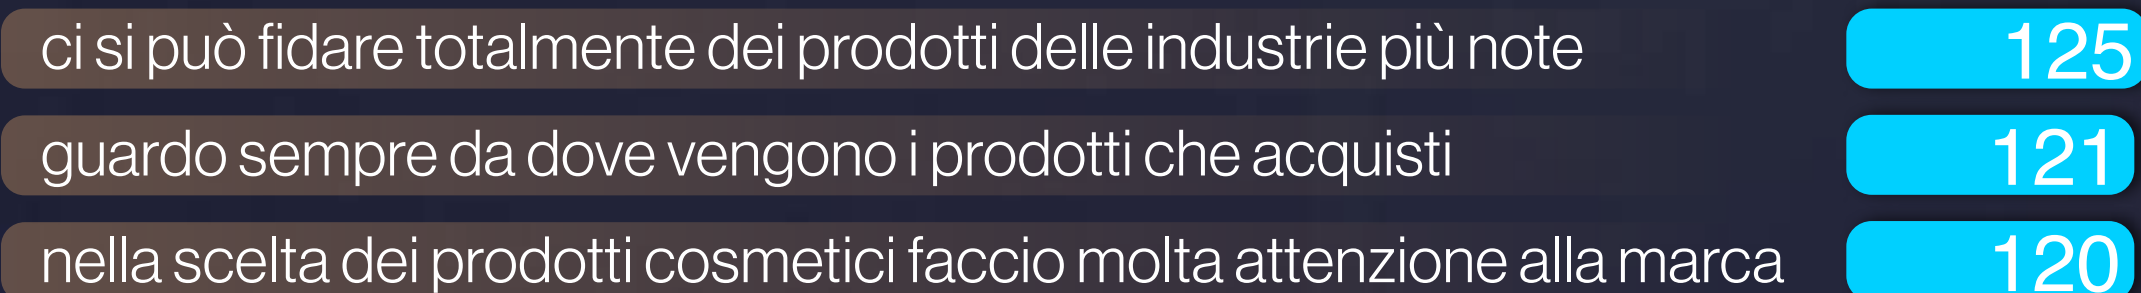 ci si può fidare totalmente dei prodotti delle industrie più note 125
guardo sempre da dove vengono i prodotti che acquisti 121
nella scelta dei prodotti cosmetici faccio molta attenzione alla marca 120